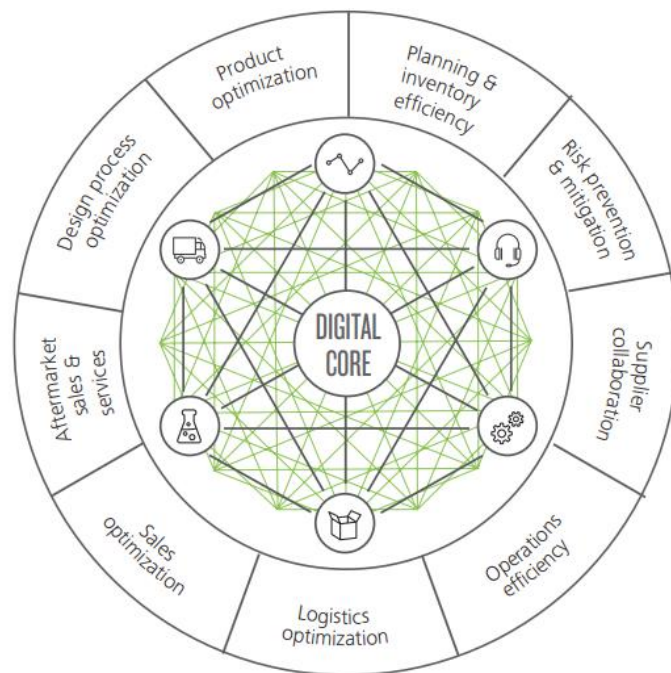 Product
optimization
Planning &
inventory
efficiency
Risk prevention
& mitigation
Supplier
collaboration
Operations
efficiency
Logistics
optimization
Sales
optimization
Aftermarket
sales &
services
Design process
optimization
DIGITAL
CORE